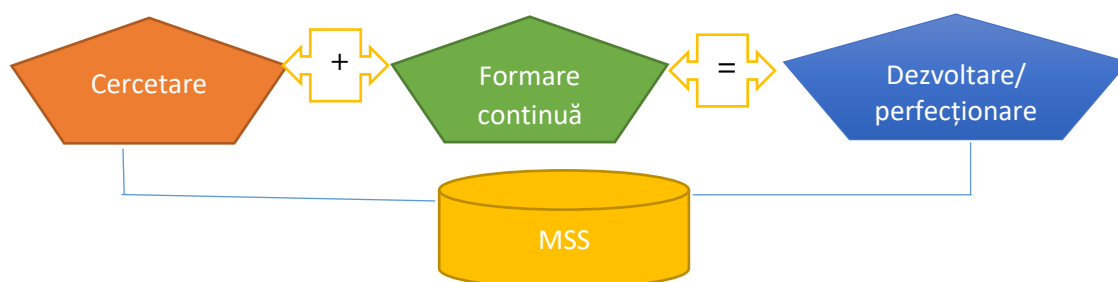 Cercetare
+
Formare
continuă
=
Dezvoltare/
perfecționare
MSS